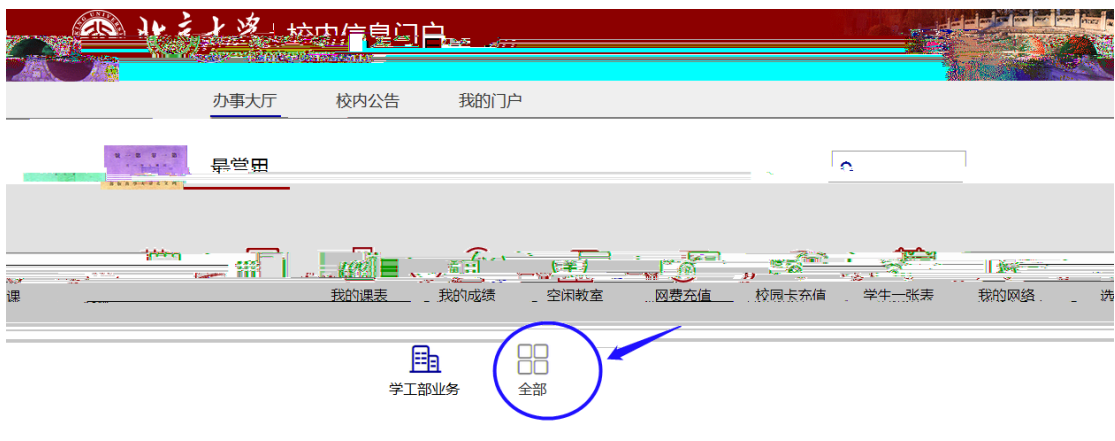 北京大学 校内信息门户
办事大厅 校内公告 我的门户
最常用
课 我的课表 我的成绩 空闲教室 网费充值 校园卡充值 学生一张表 我的网络 选
学工部业务 全部